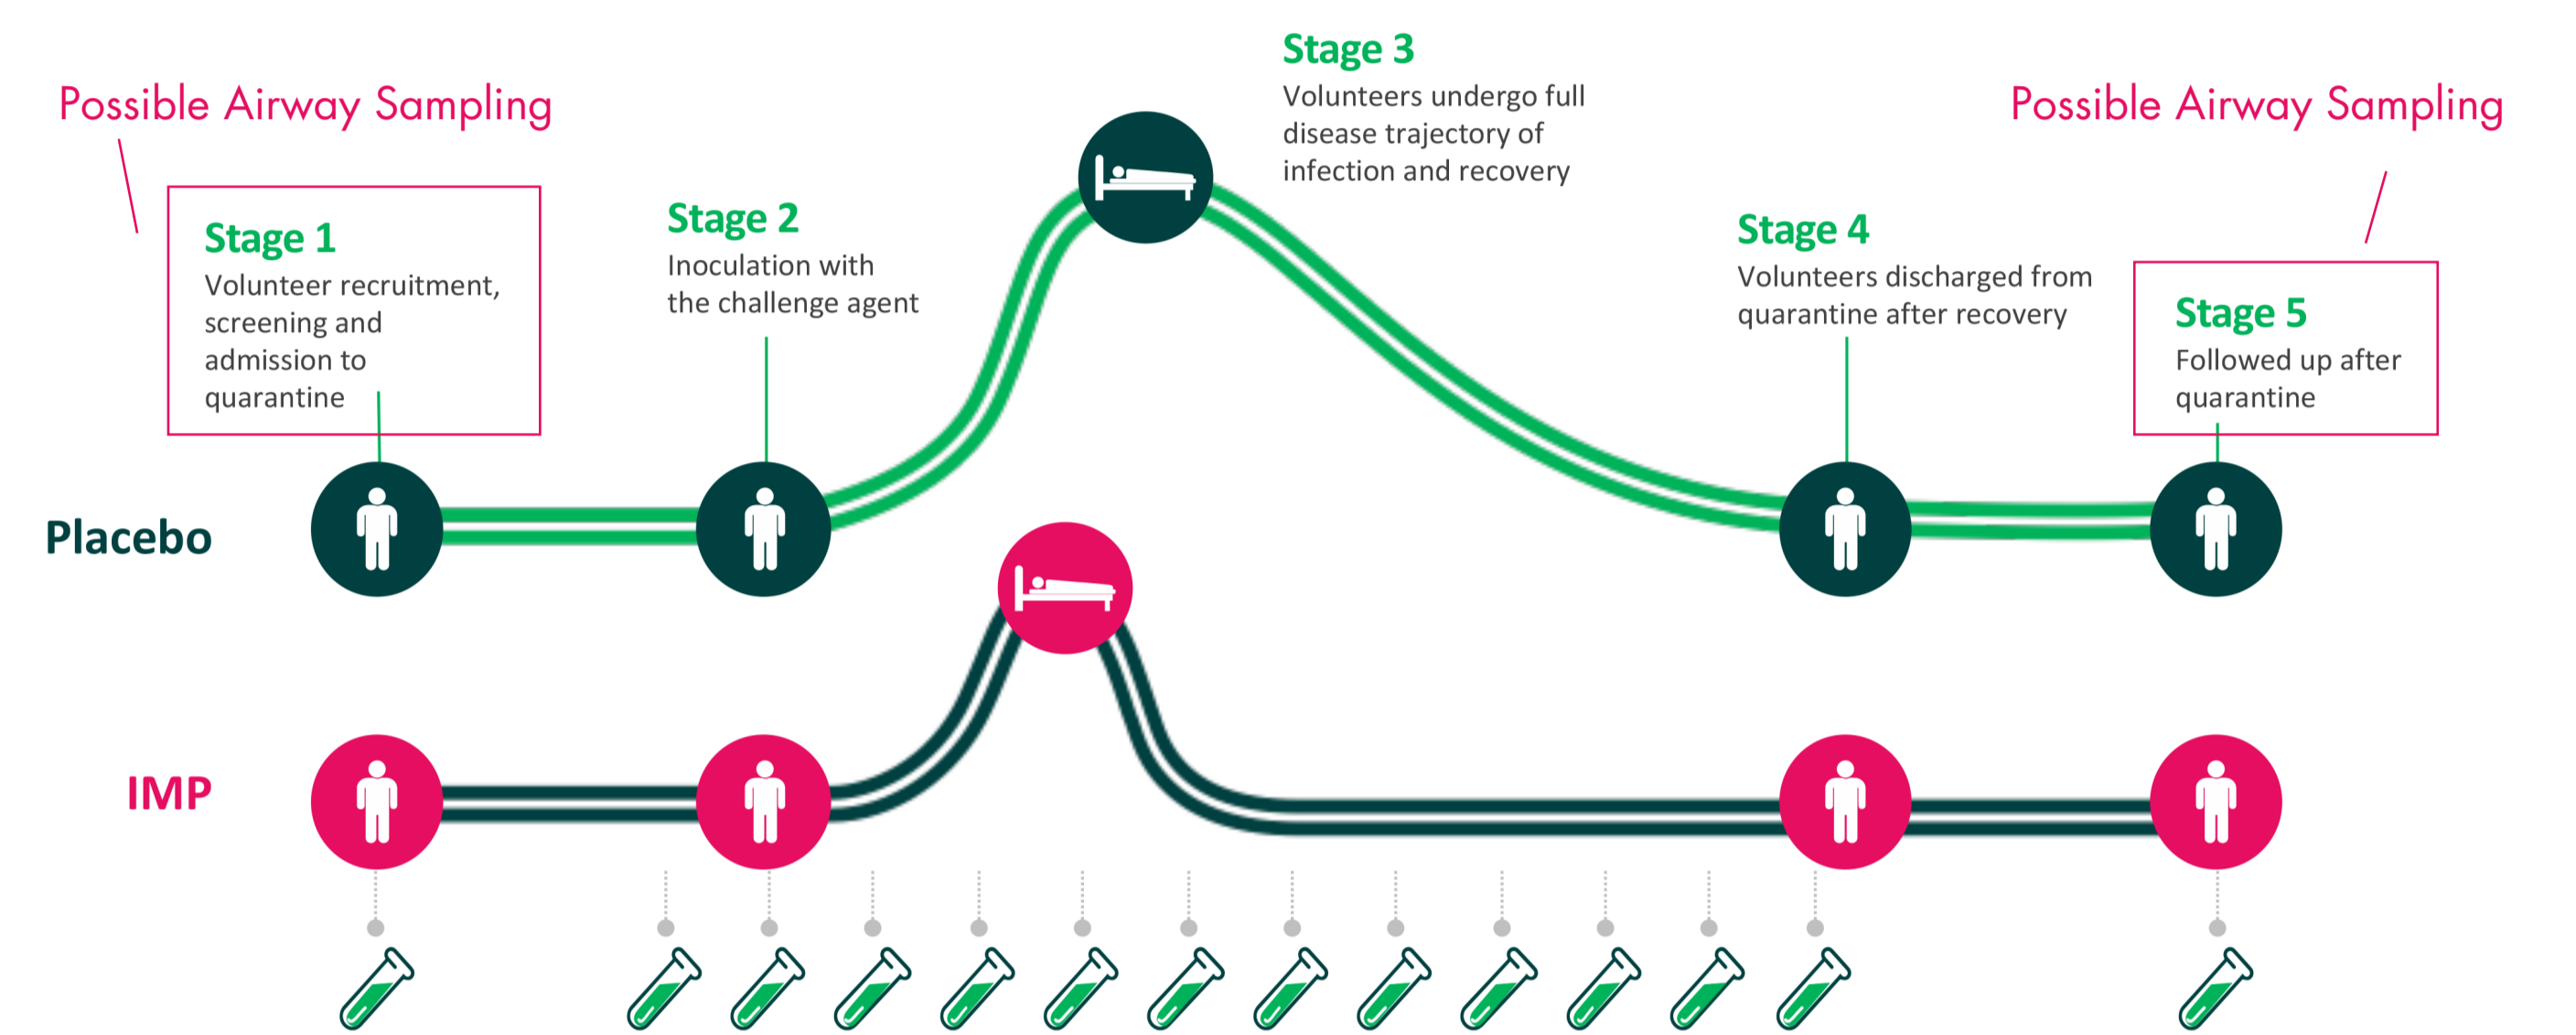 Possible Airway Sampling
Stage 1
Volunteer recruitment,
screening and
admission to
quarantine
Stage 2
Inoculation with
the challenge agent
Stage 3
Volunteers undergo full
disease trajectory of
infection and recovery
Stage 4
Volunteers discharged from
quarantine after recovery
Possible Airway Sampling
Stage 5
Followed up after
quarantine
Placebo
IMP